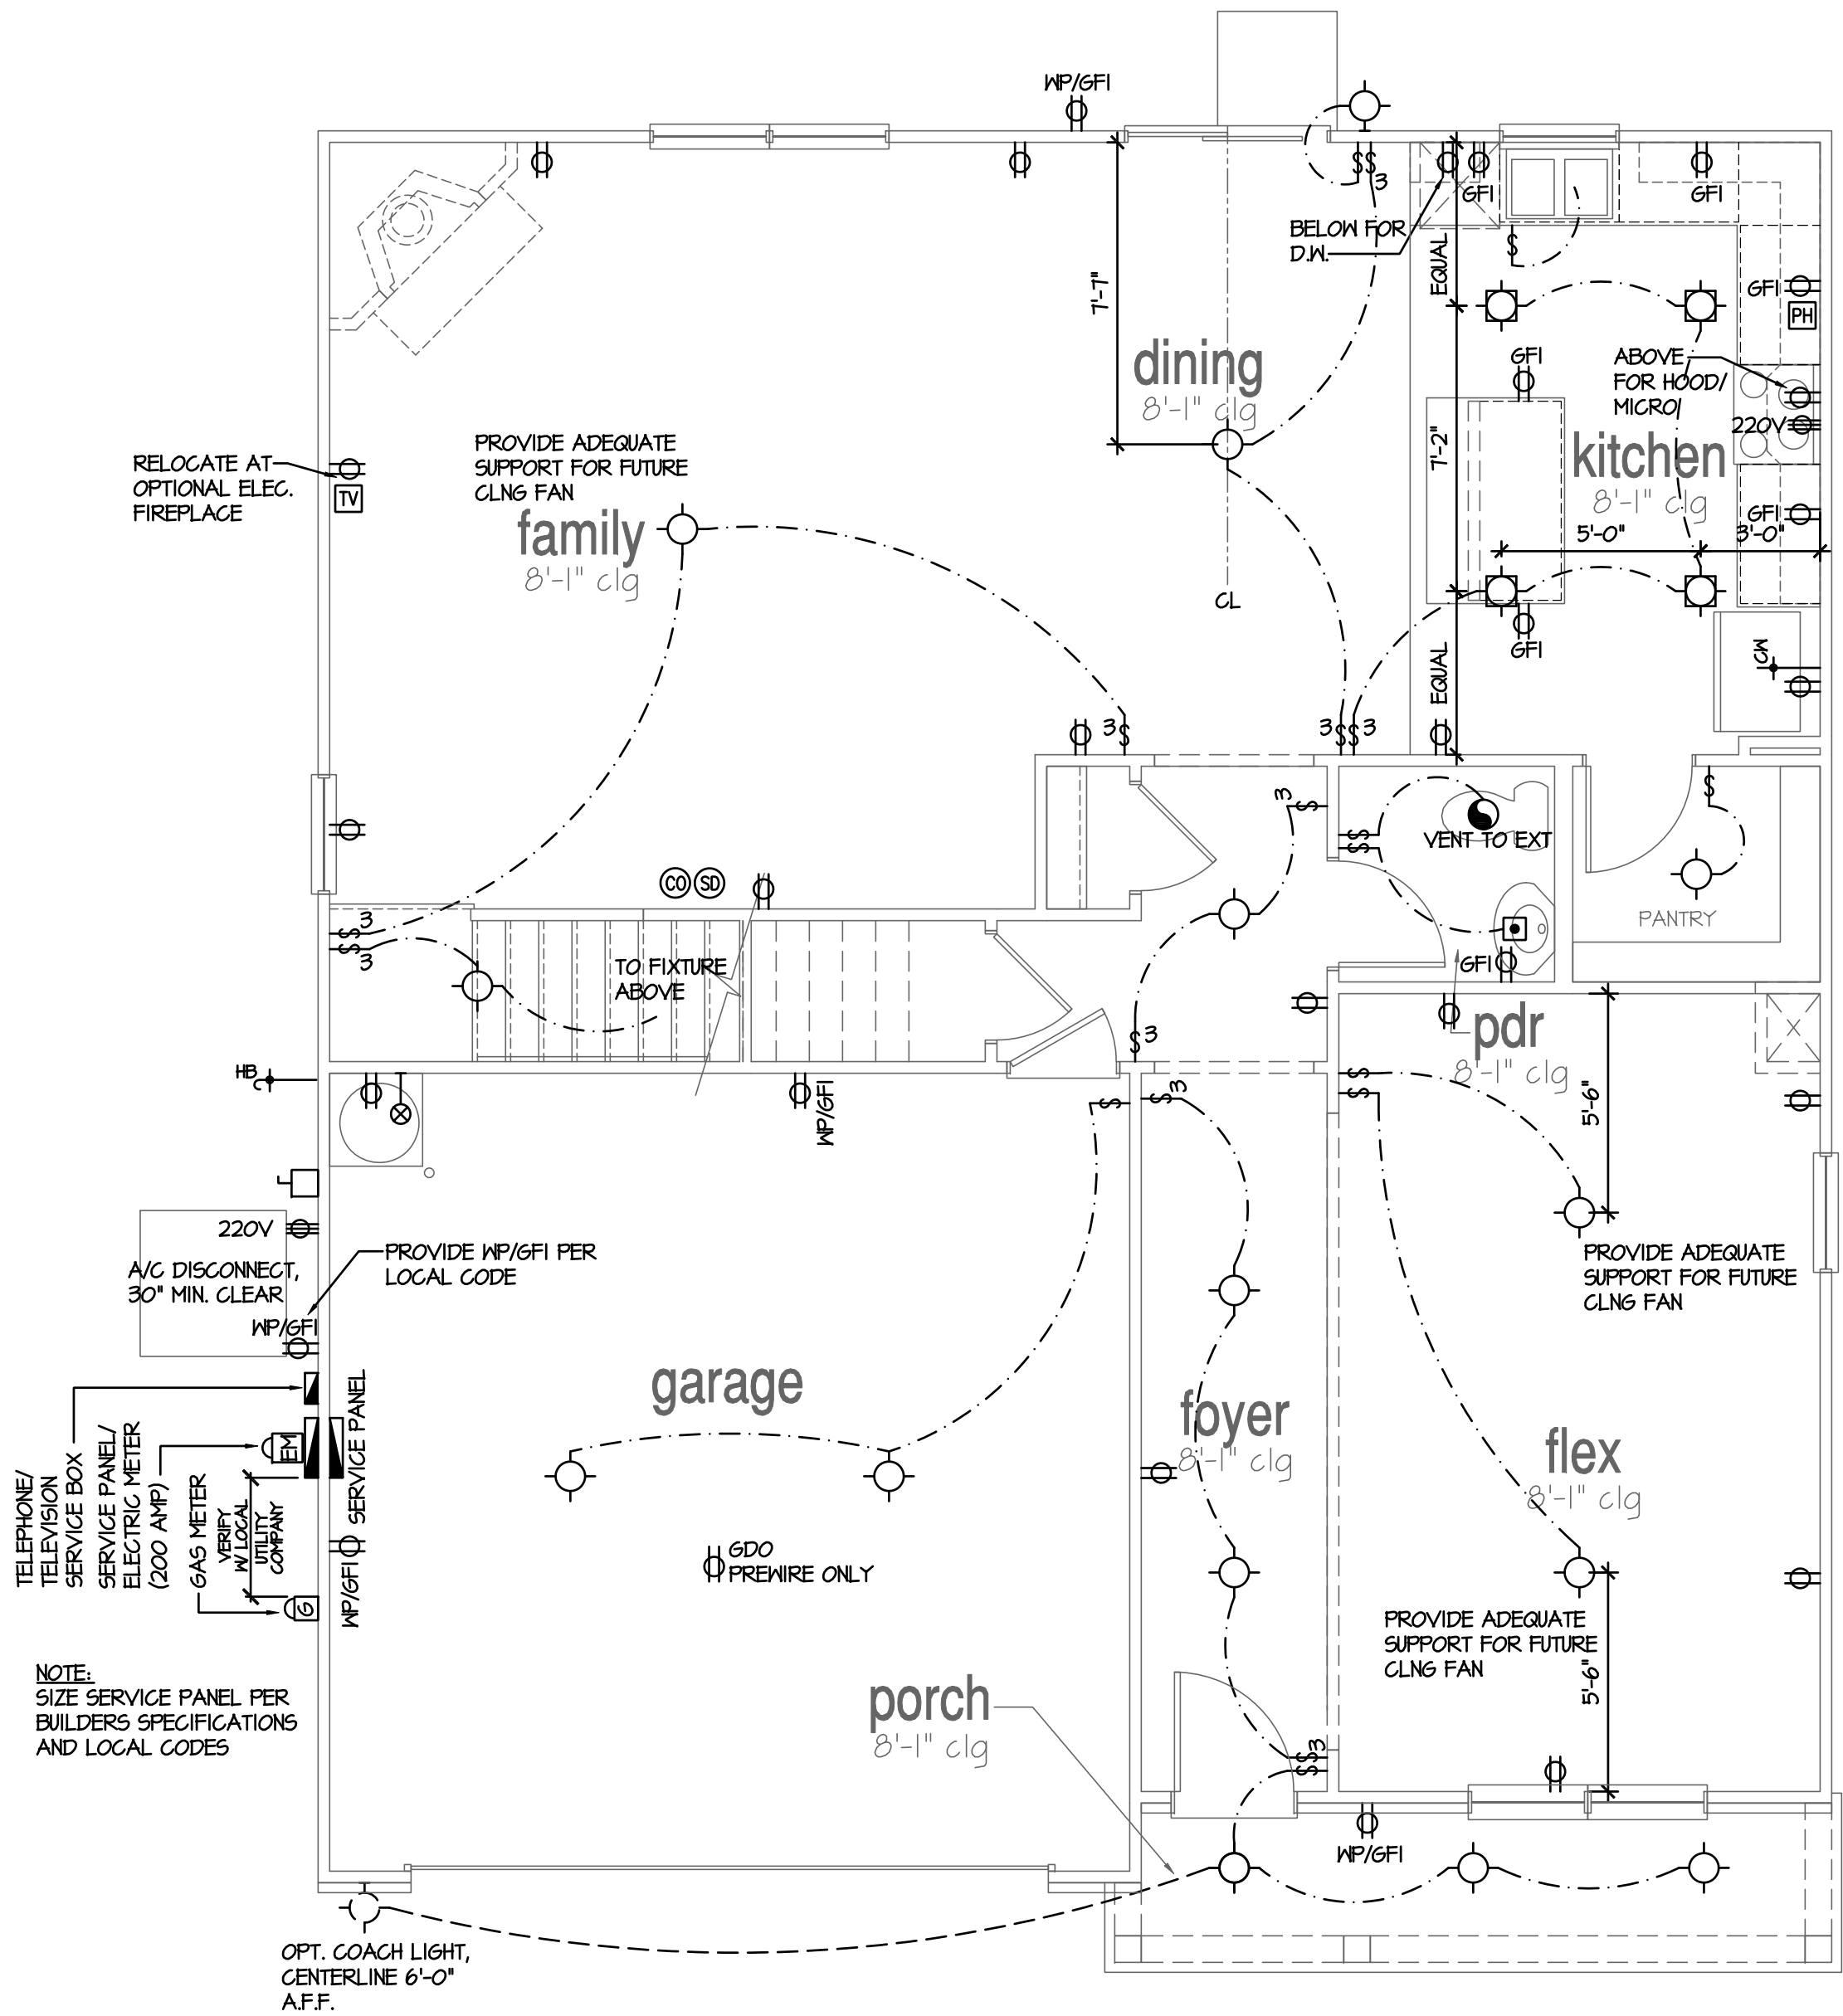 WP/GFI
GFI
GFI
BELOW FOR
D.W.
EQUAL
7'-7"
GFI
PH
dining
8'-1" clg
GFI
ABOVE
FOR HOOD/
MICRO
220V
7'-2"
kitchen
8'-1" clg
RELOCATE AT
OPTIONAL ELEC.
FIREPLACE
TV
PROVIDE ADEQUATE
SUPPORT FOR FUTURE
CLNG FAN
family
8'-1" clg
GFI
5'-0"
3'-0"
CL
GFI
EQUAL
CW
3 $
3 $ $ 3
$ $
3
$
3
$
$
$ $
VENT TO EXT
CO
SD
PANTRY
3
$ $
3
TO FIXTURE
ABOVE
GFI
pdr
8'-1" clg
$ 3
HB
WP/GFI
$
$ 3
$ $
5'-6"
220V
A/C DISCONNECT,
30" MIN. CLEAR
PROVIDE WP/GFI PER
LOCAL CODE
WP/GFI
PROVIDE ADEQUATE
SUPPORT FOR FUTURE
CLNG FAN
garage
foyer
8'-1" clg
flex
8'-1" clg
TELEPHONE/
TELEVISION
SERVICE BOX
SERVICE PANEL/
ELECTRIC METER
(200 AMP)
EM
GAS METER
VERIFY
W/ LOCAL
UTILITY
COMPANY
SERVICE PANEL
WP/GFI
G
GDO
PREWIRE ONLY
PROVIDE ADEQUATE
SUPPORT FOR FUTURE
CLNG FAN
5'-6"
NOTE:
SIZE SERVICE PANEL PER
BUILDERS SPECIFICATIONS
AND LOCAL CODES
porch
8'-1" clg
$ $ 3
WP/GFI
OPT. COACH LIGHT,
CENTERLINE 6'-0"
A.F.F.